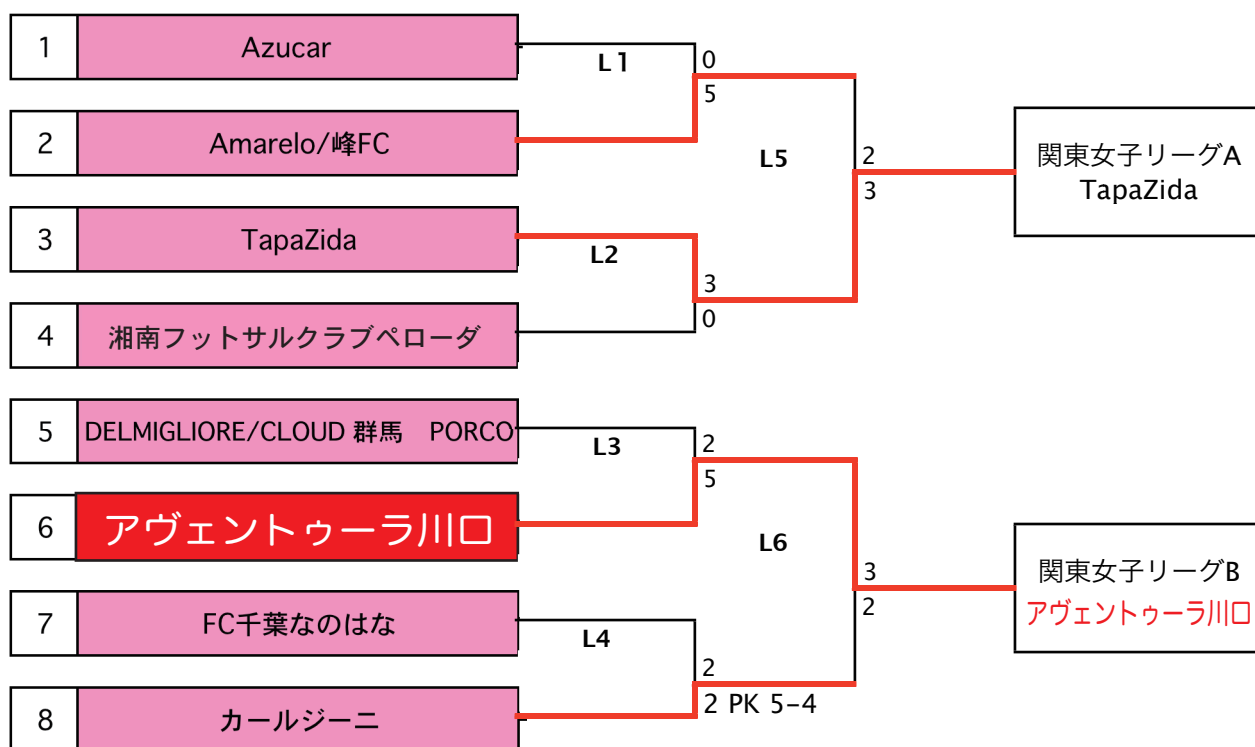 1 Azucar
L1
0
5
2 Amarelo/峰FC
L5
2
3
関東女子リーグA
TapaZida
3 TapaZida
L2
3
0
4 湘南フットサルクラブペローダ
5 DELMIGLIORE/CLOUD 群馬　PORCO
L3
2
5
6 アヴェントゥーラ川口
L6
3
2
関東女子リーグB
アヴェントゥーラ川口
7 FC千葉なのはな
L4
2
2 PK 5-4
8 カールジーニ